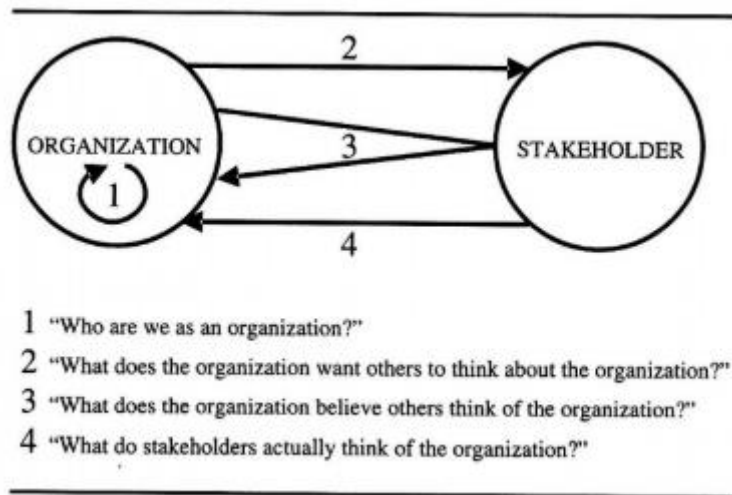 2
ORGANIZATION
3
STAKEHOLDER
1
4
1 “Who are we as an organization?”
2 “What does the organization want others to think about the organization?”
3 “What does the organization believe others think of the organization?”
4 “What do stakeholders actually think of the organization?”